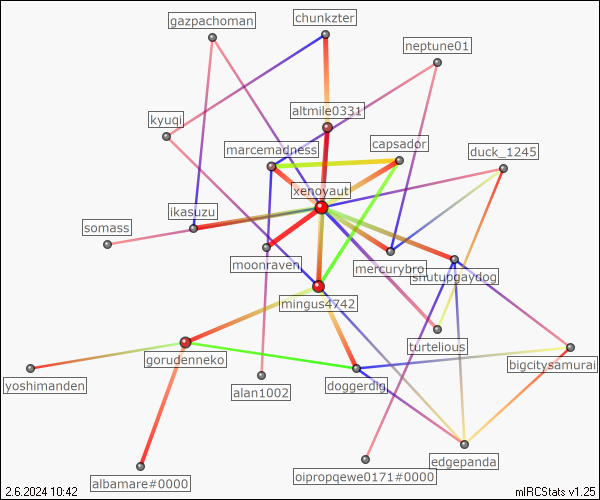 chunkzter
gazpachoman
neptune01
altmile0331
kyuqi
marcemadness
capsador
duck_1245
xenoyaut
ikasuzu
somass
moonraven
mercurybro
shutupgaydog
mingus4742
turtelious
gorudenneko
bigcitysamurai
yoshimanden
doggerdig
alan1002
edgepanda
albamare#0000
oipropqewe0171#0000
2.6.2024 10:42
mIRCStats v1.25